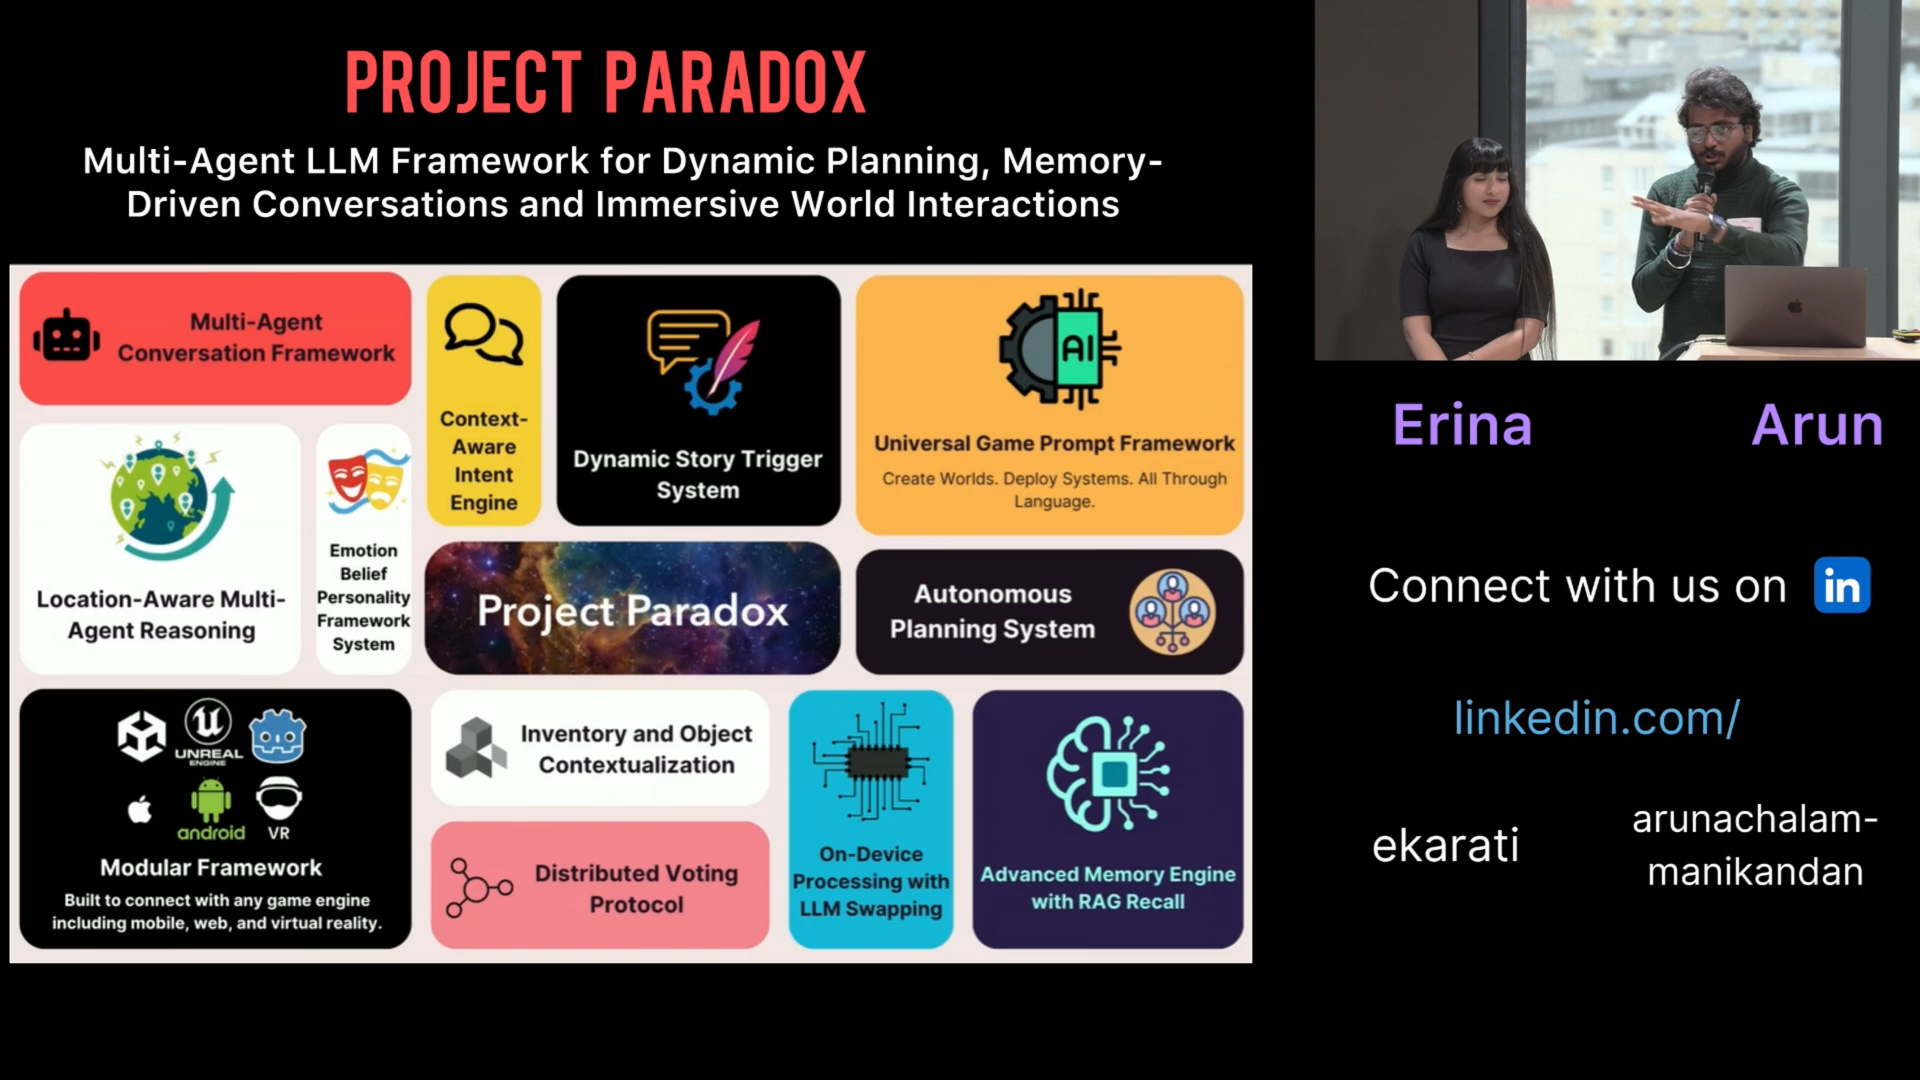 PROJECT PARADOX
Multi-Agent LLM Framework for Dynamic Planning, Memory-
Driven Conversations and Immersive World Interactions
Multi-Agent
Conversation Framework
Context-
Aware
Intent
Engine
Dynamic Story Trigger
System
AI
Universal Game Prompt Framework
Create Worlds. Deploy Systems. All Through
Language.
Location-Aware Multi-
Agent Reasoning
Emotion
Belief
Personality
Framework
System
Project Paradox
Autonomous
Planning System
UNREAL
ENGINE
android
VR
Modular Framework
Built to connect with any game engine
including mobile, web, and virtual reality.
Inventory and Object
Contextualization
Distributed Voting
Protocol
On-Device
Processing with
LLM Swapping
Advanced Memory Engine
with RAG Recall
Erina
Arun
Connect with us on in
linkedin.com/
ekarati
arunachalam-
manikandan